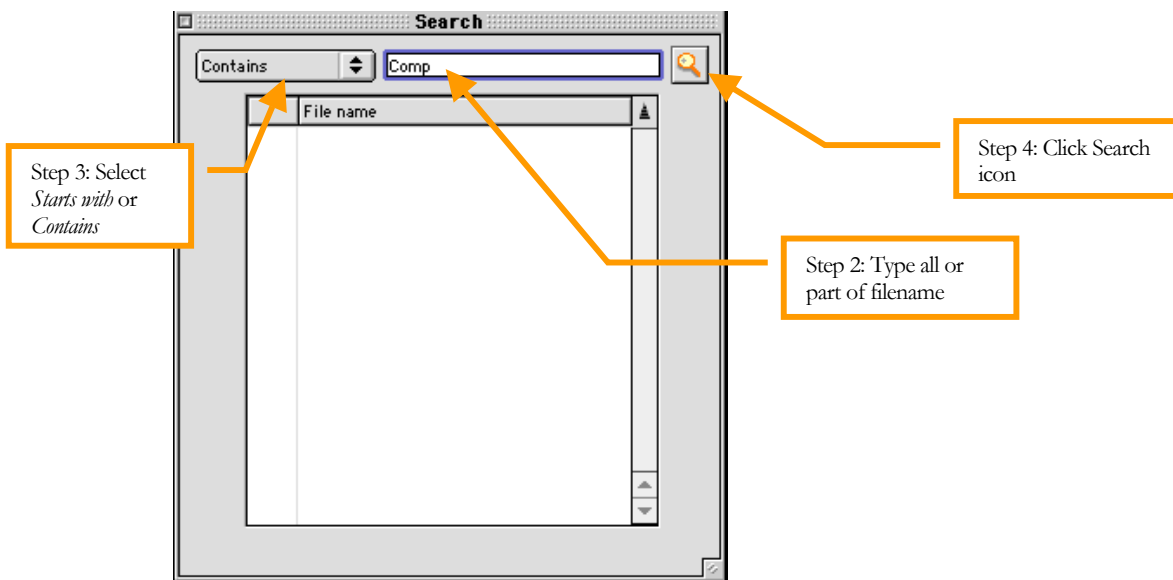 Search
Contains
Comp
File name
Step 3: Select
Starts with or
Contains
Step 4: Click Search
icon
Step 2: Type all or
part of filename